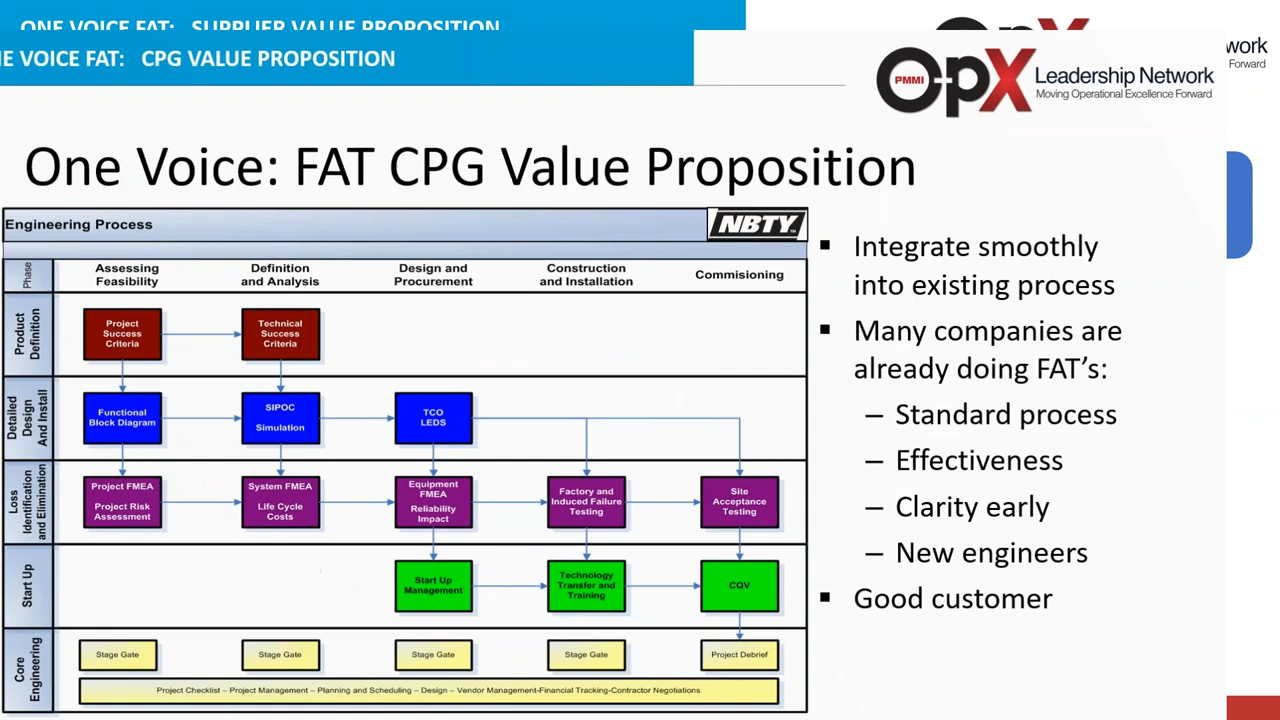 ONE VOICE FAT: SUPPLIER VALUE PROPOSITION
NE VOICE FAT: CPG VALUE PROPOSITION
work
Forward
PMMI OpX Leadership Network
Moving Operational Excellence Forward
One Voice: FAT CPG Value Proposition
Engineering Process
NBTY
Phase
Assessing
Feasibility
Definition
and Analysis
Design and
Procurement
Construction
and Installation
Commisioning
Product
Definition
Project
Success
Criteria
Technical
Success
Criteria
Detailed
Design
And Install
Functional
Block Diagram
SIPOC
Simulation
TCO
LEDS
Loss
Identification
and Elimination
Project FMEA
Project Risk
Assessment
System FMEA
Life Cycle
Costs
Equipment
FMEA
Reliability
Impact
Factory and
Induced Failure
Testing
Site
Acceptance
Testing
Start Up
Start Up
Management
Technology
Transfer and
Training
CQV
Core
Engineering
Stage Gate
Stage Gate
Stage Gate
Stage Gate
Project Debrief
Project Checklist – Project Management – Planning and Scheduling – Design – Vendor Management-Financial Tracking-Contractor Negotiations
▪ Integrate smoothly
into existing process
▪ Many companies are
already doing FAT's:
– Standard process
– Effectiveness
– Clarity early
– New engineers
▪ Good customer